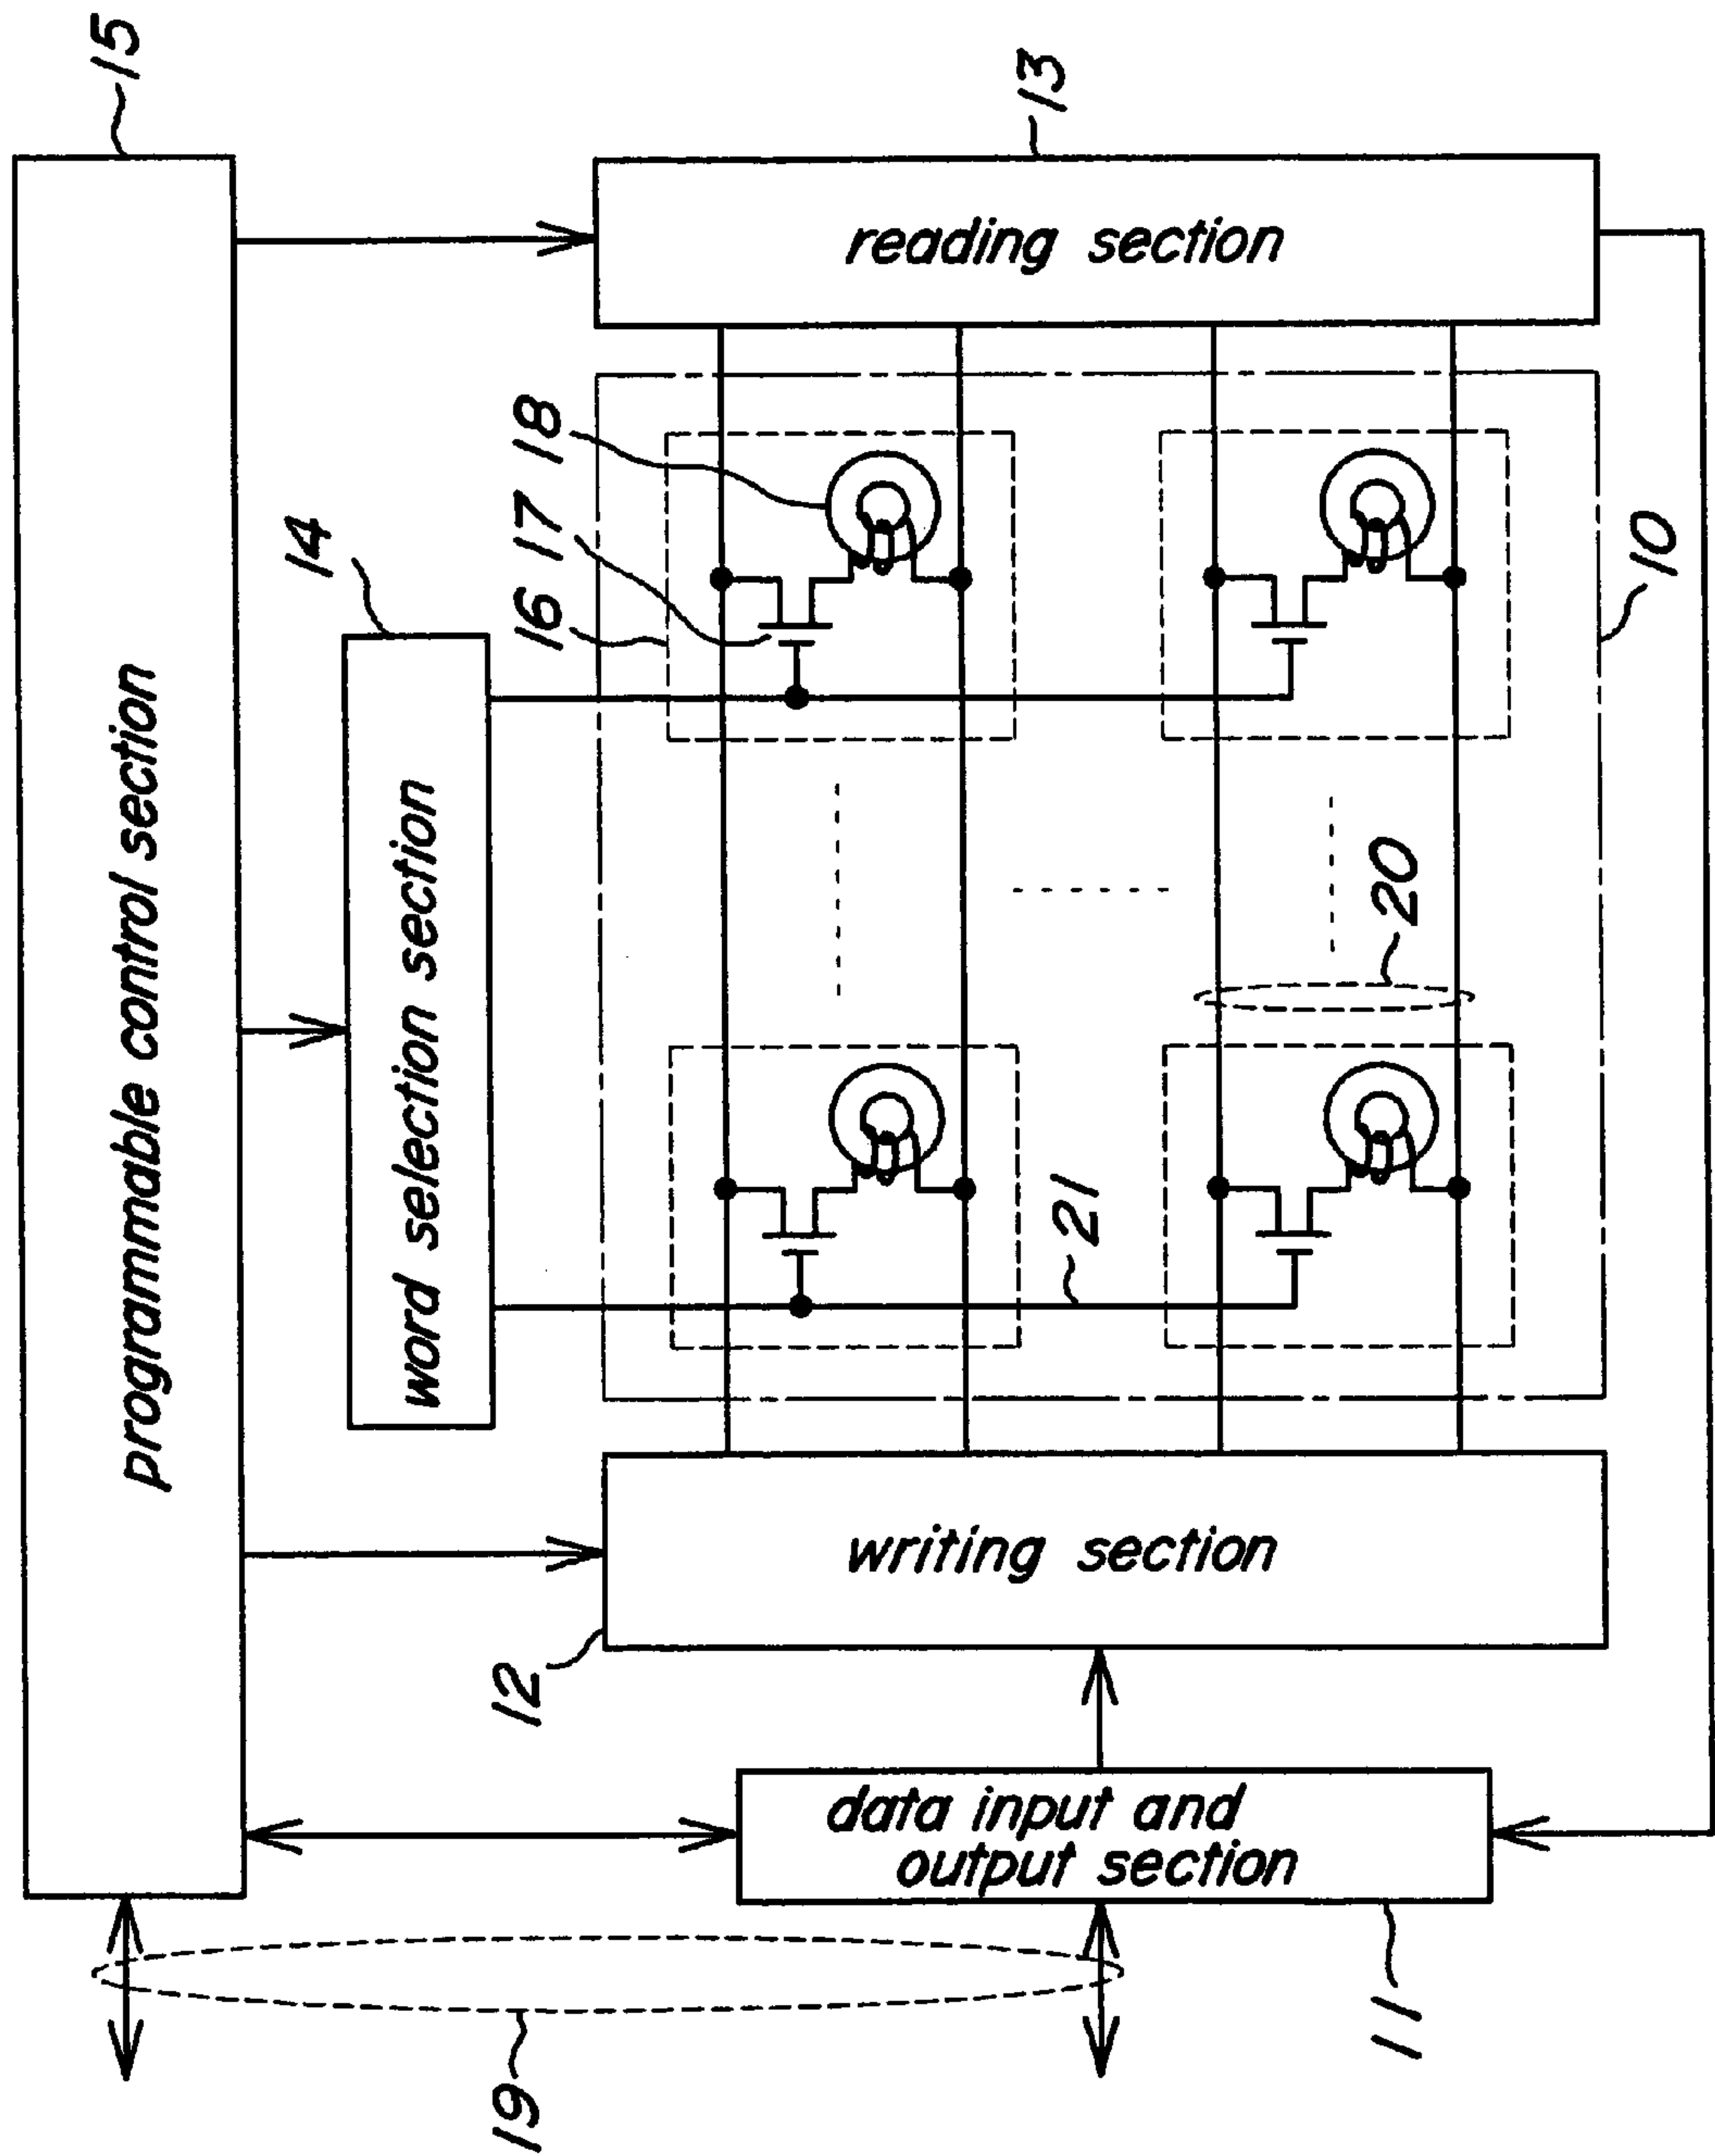 15
programmable control section
14
word selection section
13
reading section
16
17
18
10
20
21
12
writing section
data input and
output section
11
19